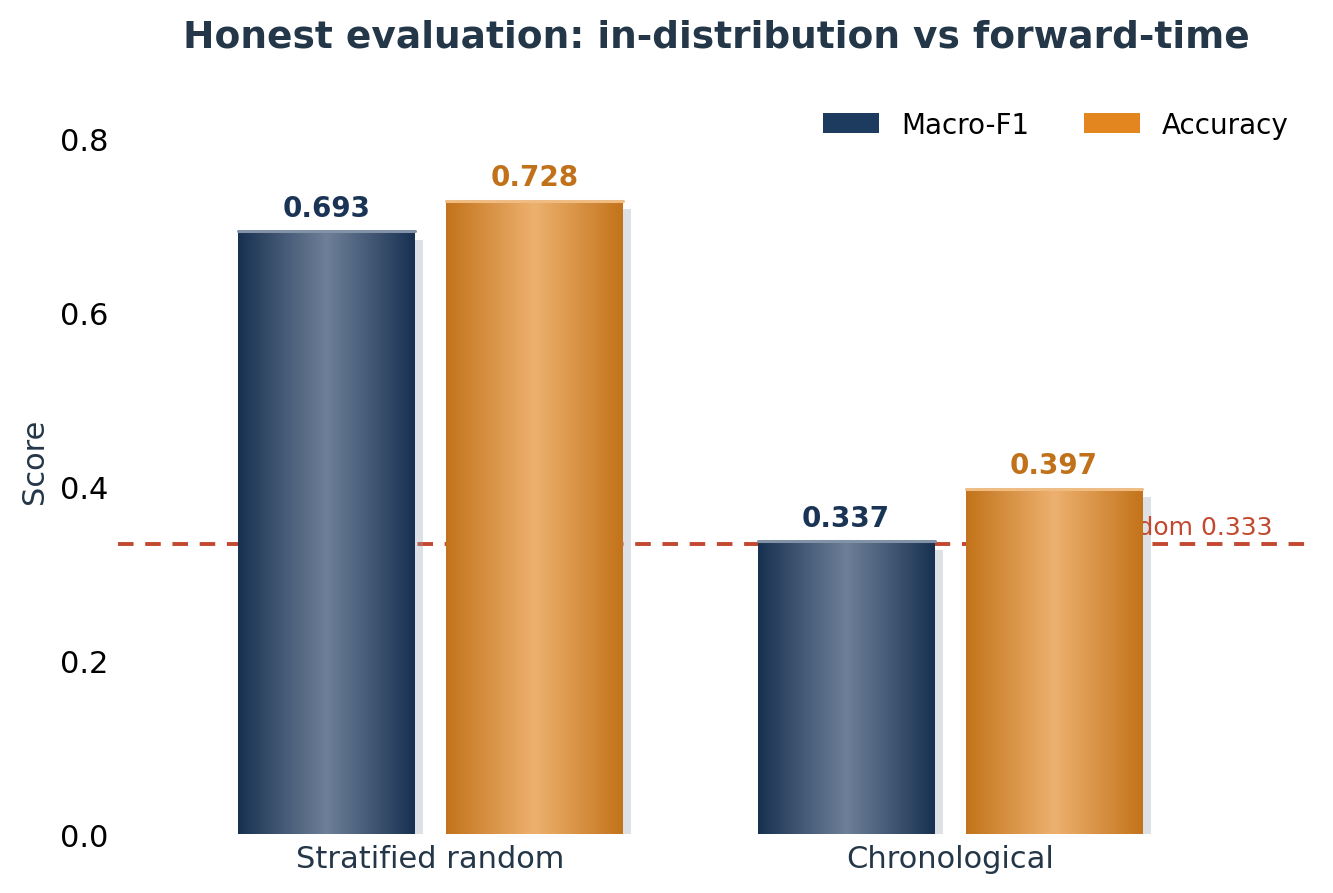 Honest evaluation: in-distribution vs forward-time
Macro-F1
Accuracy
0.8
0.6
0.4
0.2
0.0
Score
0.693
0.728
0.337
0.397
dom 0.333
Stratified random
Chronological